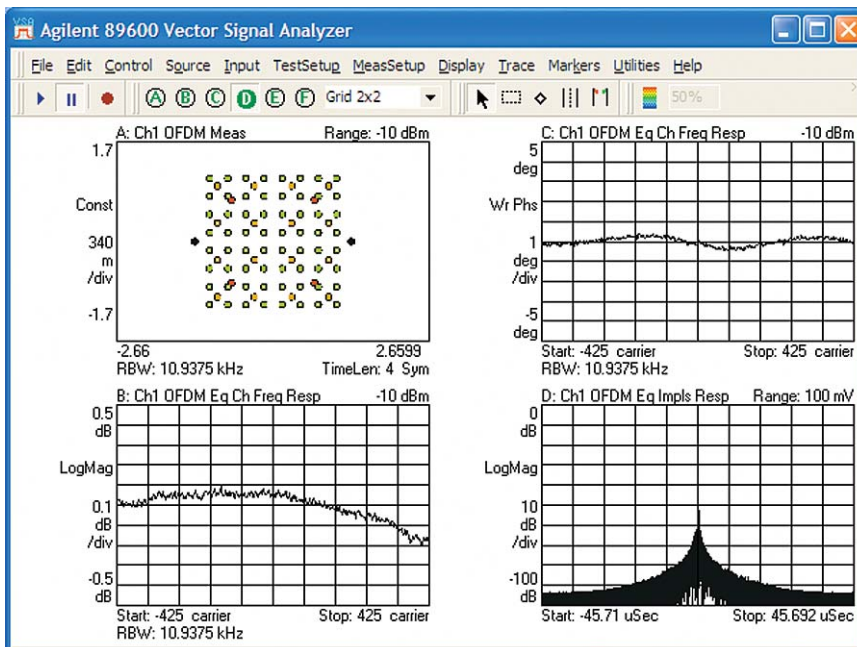 VSA
Agilent 89600 Vector Signal Analyzer
File Edit Control Source Input TestSetup MeasSetup Display Trace Markers Utilities Help
A B C D E F Grid 2x2 50%
A: Ch1 OFDM Meas Range: -10 dBm
1.7
Const
340
m
/div
-1.7
-2.66 2.6599
RBW: 10.9375 kHz TimeLen: 4 Sym
C: Ch1 OFDM Eq Ch Freq Resp -10 dBm
5
deg
Wr Phs
1
deg
/div
-5
deg
Start: -425 carrier Stop: 425 carrier
RBW: 10.9375 kHz
B: Ch1 OFDM Eq Ch Freq Resp -10 dBm
0.5
dB
LogMag
0.1
dB
/div
-0.5
dB
Start: -425 carrier Stop: 425 carrier
RBW: 10.9375 kHz
D: Ch1 OFDM Eq Impls Resp Range: 100 mV
0
dB
LogMag
10
dB
/div
-100
dB
Start: -45.71 uSec Stop: 45.692 uSec